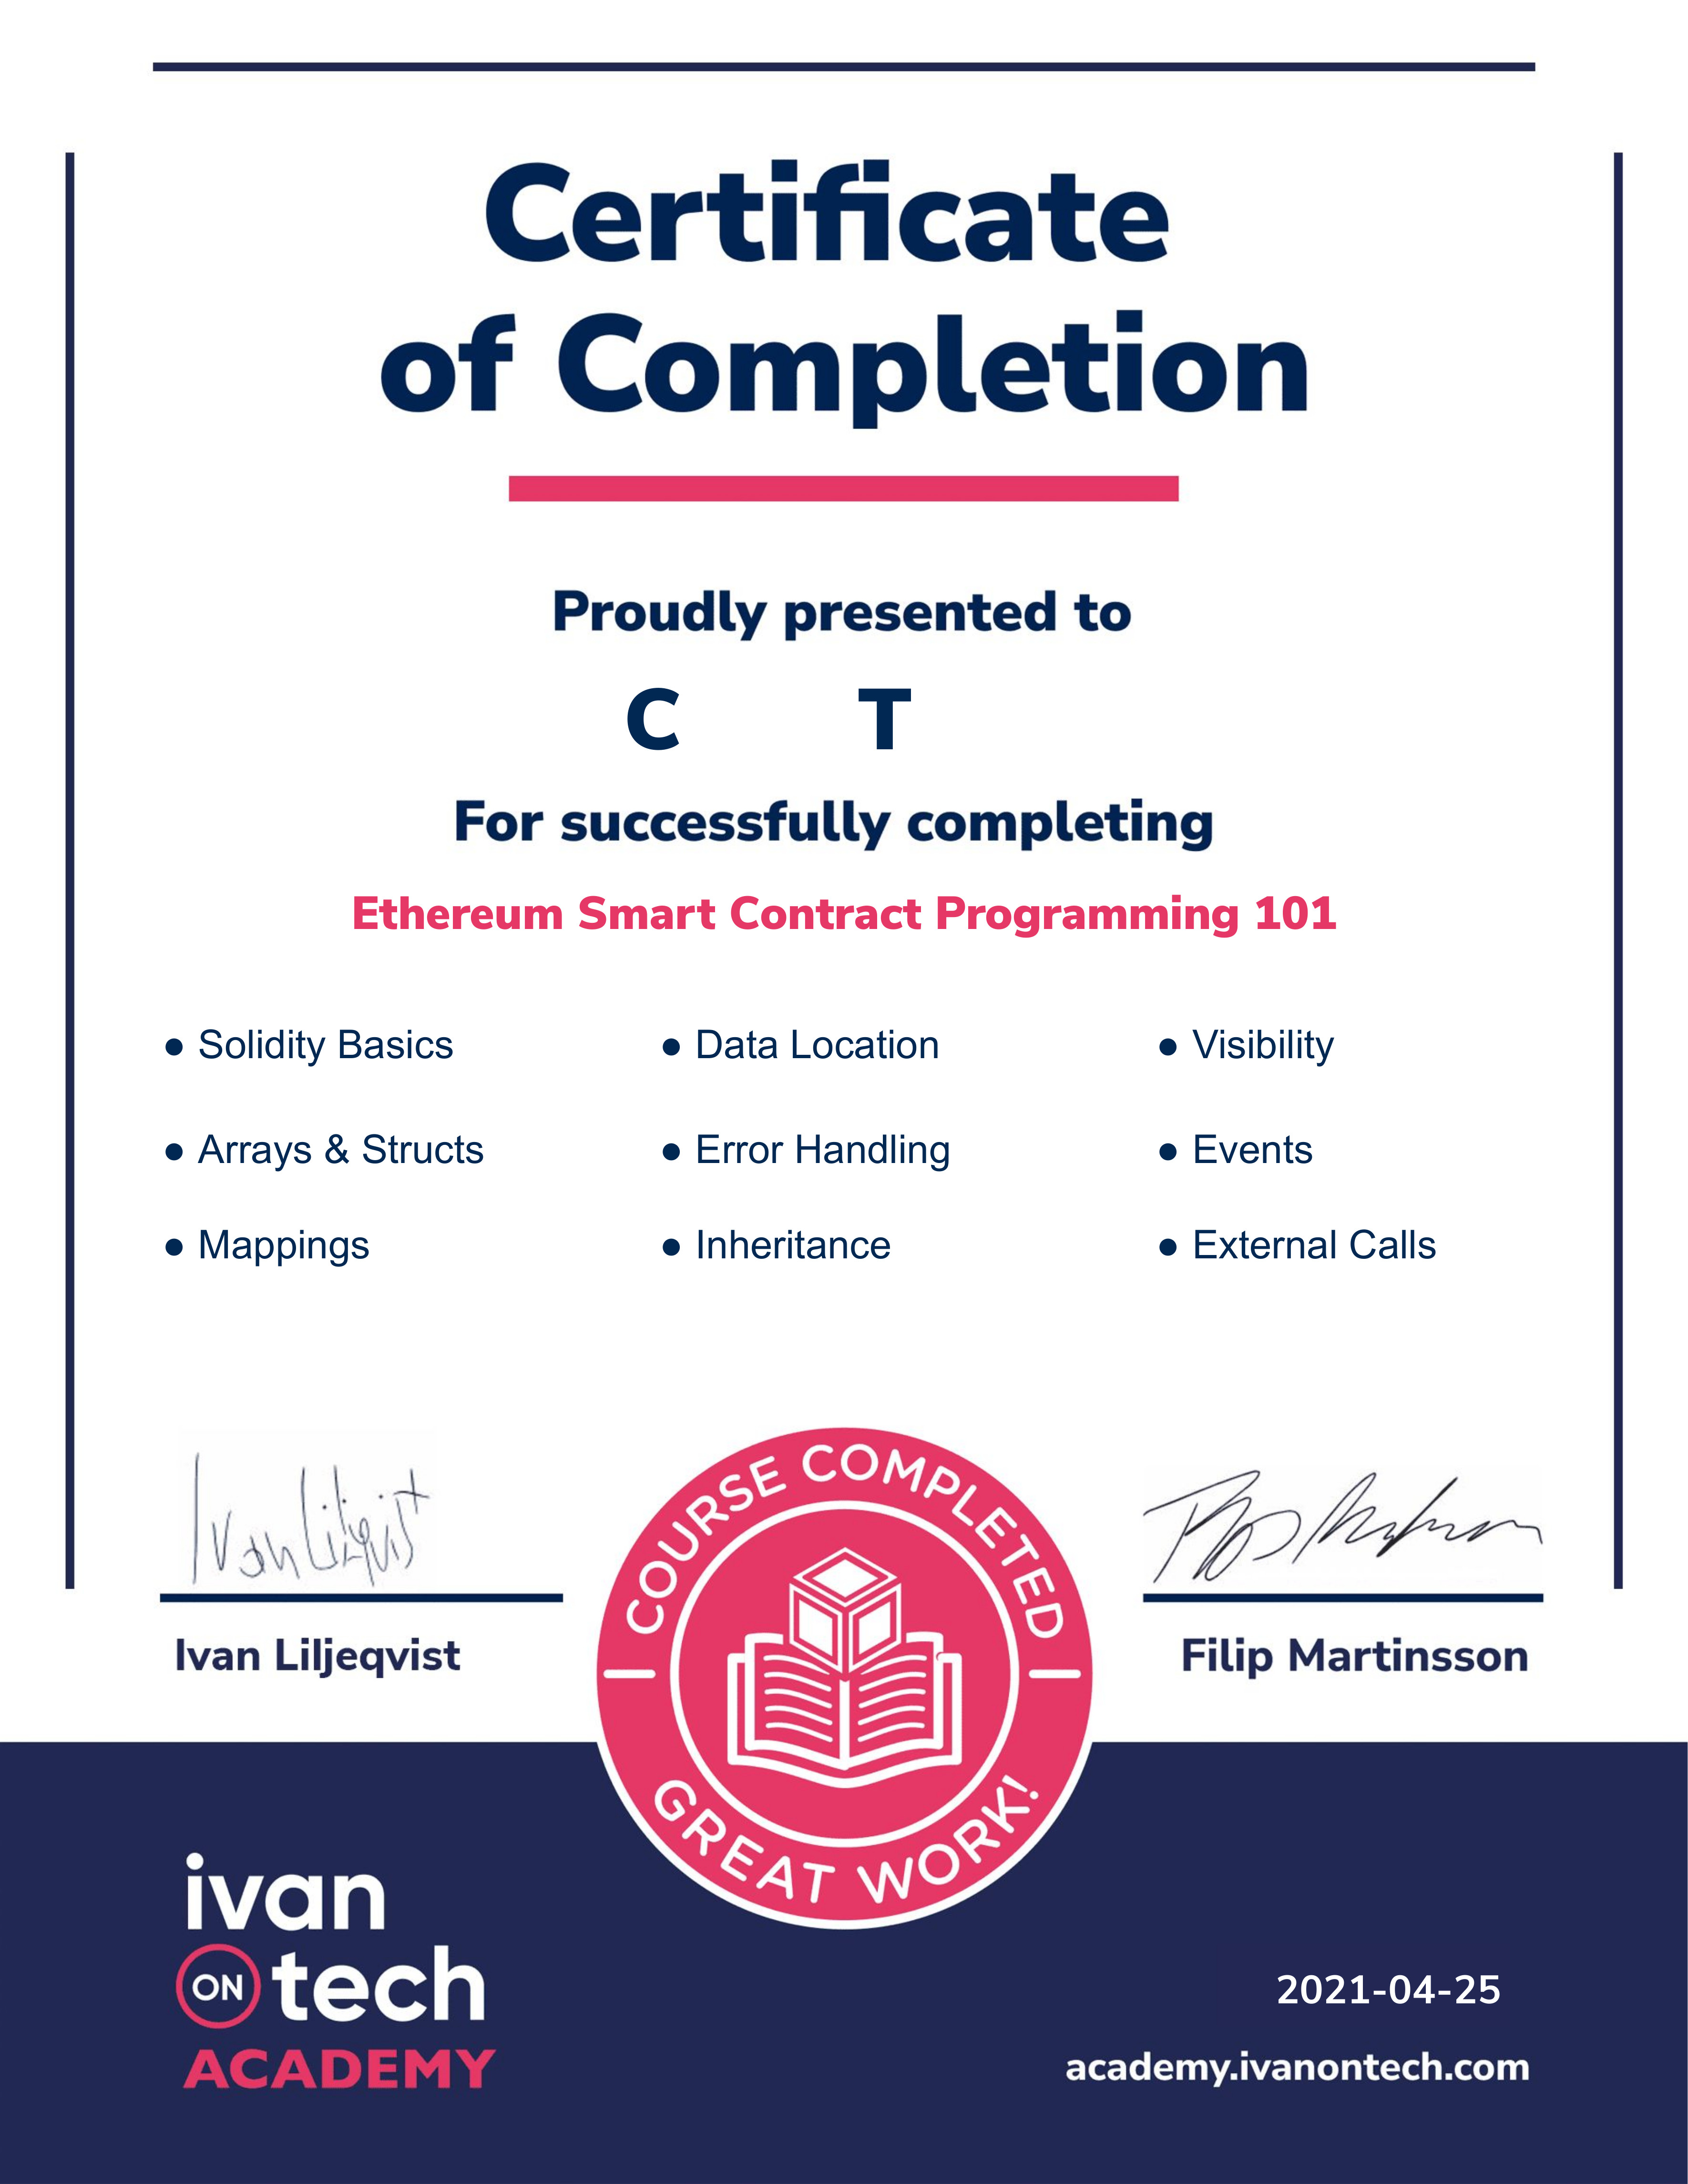 Certificate
of Completion
Proudly presented to
C T
For successfully completing
Ethereum Smart Contract Programming 101
● Solidity Basics ● Data Location ● Visibility
● Arrays & Structs ● Error Handling ● Events
● Mappings ● Inheritance ● External Calls
Ivan Liljeqvist
COURSE COMPLETED
Ivan Liljeqvist Filip Martinsson
GREAT WORK!
ivan
ON tech
ACADEMY
2021-04-25
academy.ivanontech.com